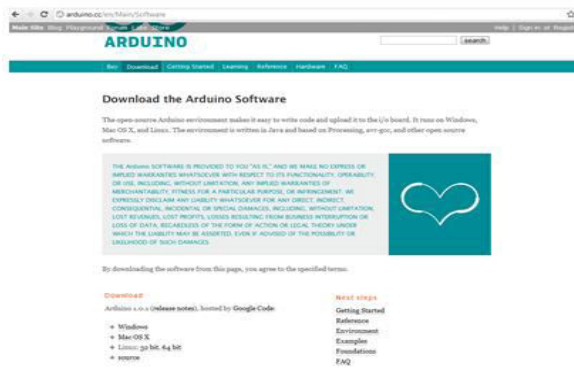 arduino.cc/en/Main/Software
Main Site Blog Playground Forum Labs Store
Help | Sign in or Register
ARDUINO
search
Buy Download Getting Started Learning Reference Hardware FAQ
Download the Arduino Software
The open-source Arduino environment makes it easy to write code and upload it to the i/o board. It runs on Windows,
Mac OS X, and Linux. The environment is written in Java and based on Processing, avr-gcc, and other open source
software.
THE Arduino SOFTWARE IS PROVIDED TO YOU "AS IS," AND WE MAKE NO EXPRESS OR
IMPLIED WARRANTIES WHATSOEVER WITH RESPECT TO ITS FUNCTIONALITY, OPERABILITY,
OR USE, INCLUDING, WITHOUT LIMITATION, ANY IMPLIED WARRANTIES OF
MERCHANTABILITY, FITNESS FOR A PARTICULAR PURPOSE, OR INFRINGEMENT. WE
EXPRESSLY DISCLAIM ANY LIABILITY WHATSOEVER FOR ANY DIRECT, INDIRECT,
CONSEQUENTIAL, INCIDENTAL OR SPECIAL DAMAGES, INCLUDING, WITHOUT LIMITATION,
LOST REVENUES, LOST PROFITS, LOSSES RESULTING FROM BUSINESS INTERRUPTION OR
LOSS OF DATA, REGARDLESS OF THE FORM OF ACTION OR LEGAL THEORY UNDER
WHICH THE LIABILITY MAY BE ASSERTED, EVEN IF ADVISED OF THE POSSIBILITY OR
LIKELIHOOD OF SUCH DAMAGES.
By downloading the software from this page, you agree to the specified terms.
Download
Arduino 1.0.1 (release notes), hosted by Google Code:
+ Windows
+ Mac OS X
+ Linux: 32 bit, 64 bit
+ source
Next steps
Getting Started
Reference
Environment
Examples
Foundations
FAQ